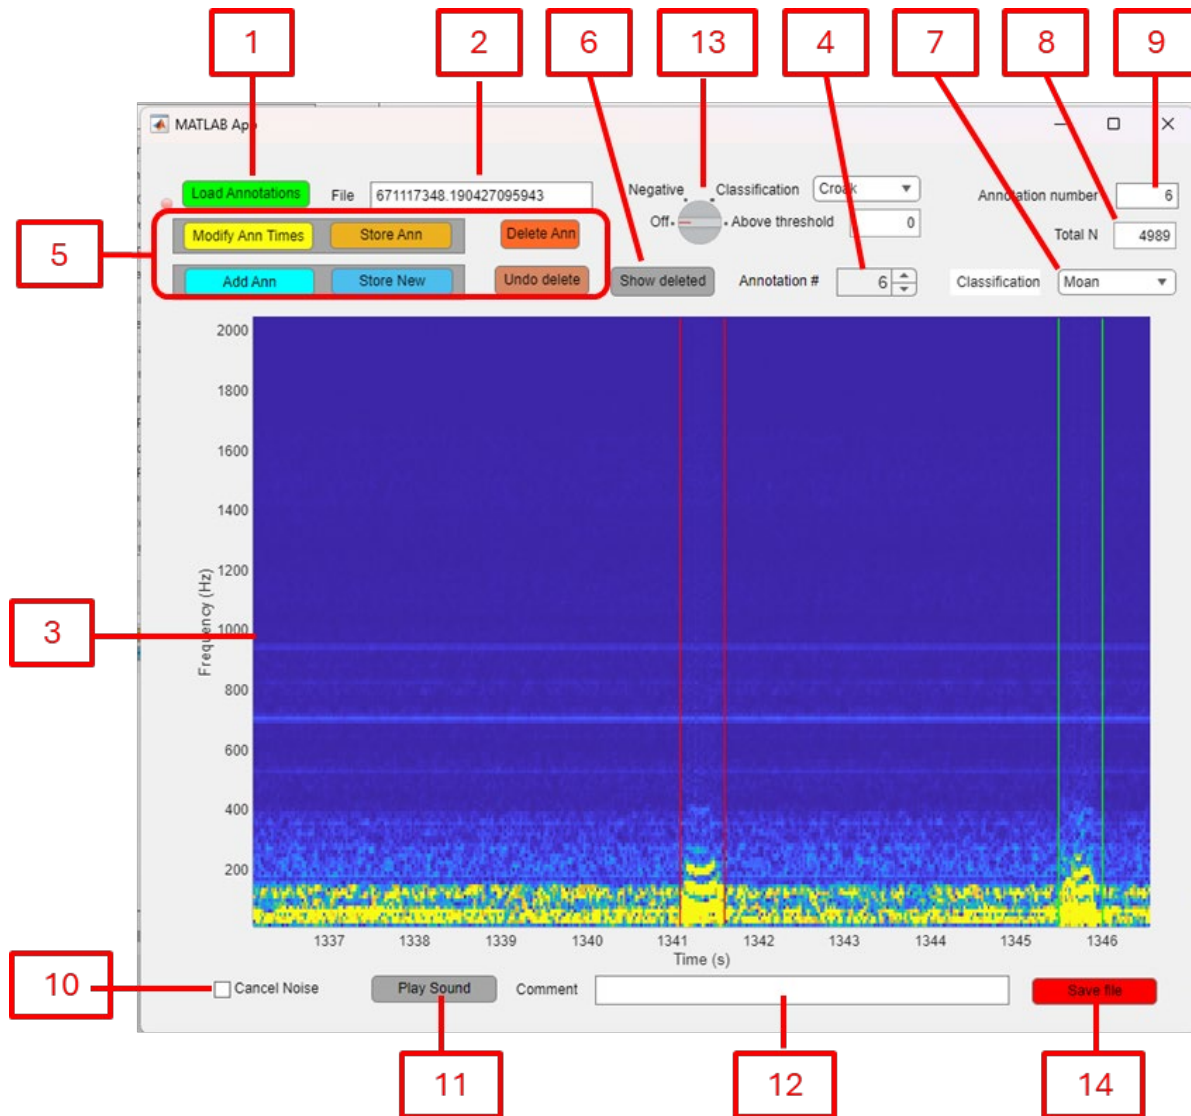 1 2 6 13 4 7 8 9
MATLAB App
Load Annotations File 671117348.190427095943 Negative Classification Croak Annotation number 6
Off Above threshold 0
5 Modify Ann Times Store Ann Delete Ann Total N 4989
Add Ann Store New Undo delete Show deleted Annotation # 6 Classification Moan
2000
1800
1600
1400
1200
3 1000
800
600
400
200
Frequency (Hz)
1337 1338 1339 1340 1341 1342 1343 1344 1345 1346
Time (s)
10 Cancel Noise Play Sound Comment Save file
11 12 14